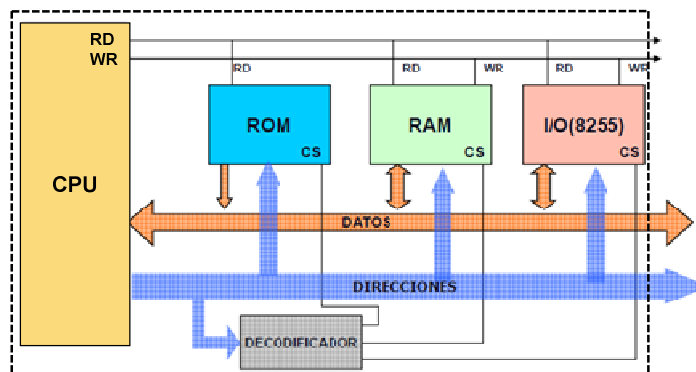 RD
WR
RD
RD
WR
RD
WR
ROM
CS
RAM
CS
I/O(8255)
CS
CPU
DATOS
DIRECCIONES
DECODIFICADOR